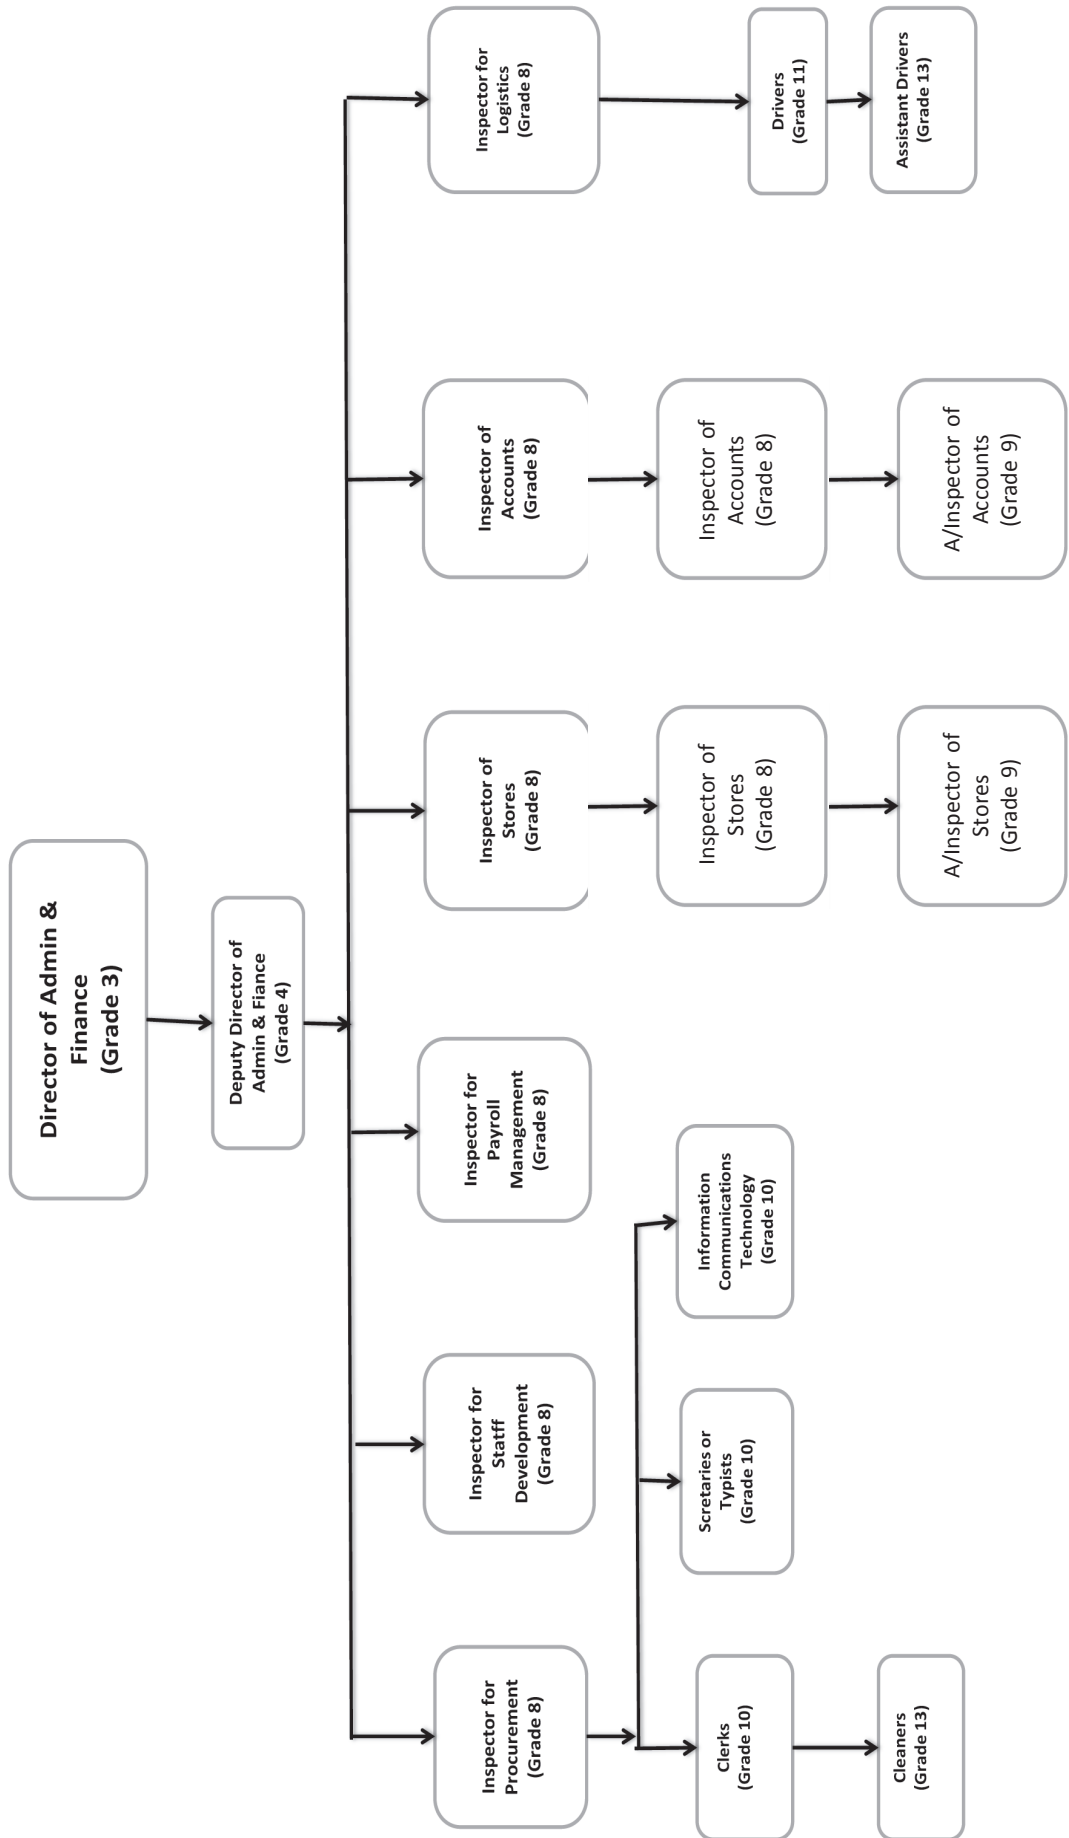 Director of Admin &
Finance
(Grade 3)
Deputy Director of
Admin & Fiance
(Grade 4)
Inspector for
Procurement
(Grade 8)
Inspector for
Statff
Development
(Grade 8)
Inspector for
Payroll
Management
(Grade 8)
Inspector of
Stores
(Grade 8)
Inspector of
Accounts
(Grade 8)
Inspector for
Logistics
(Grade 8)
Clerks
(Grade 10)
Scretaries or
Typists
(Grade 10)
Information
Communications
Technology
(Grade 10)
Inspector of
Stores
(Grade 8)
Inspector of
Accounts
(Grade 8)
Drivers
(Grade 11)
Cleaners
(Grade 13)
A/Inspector of
Stores
(Grade 9)
A/Inspector of
Accounts
(Grade 9)
Assistant Drivers
(Grade 13)